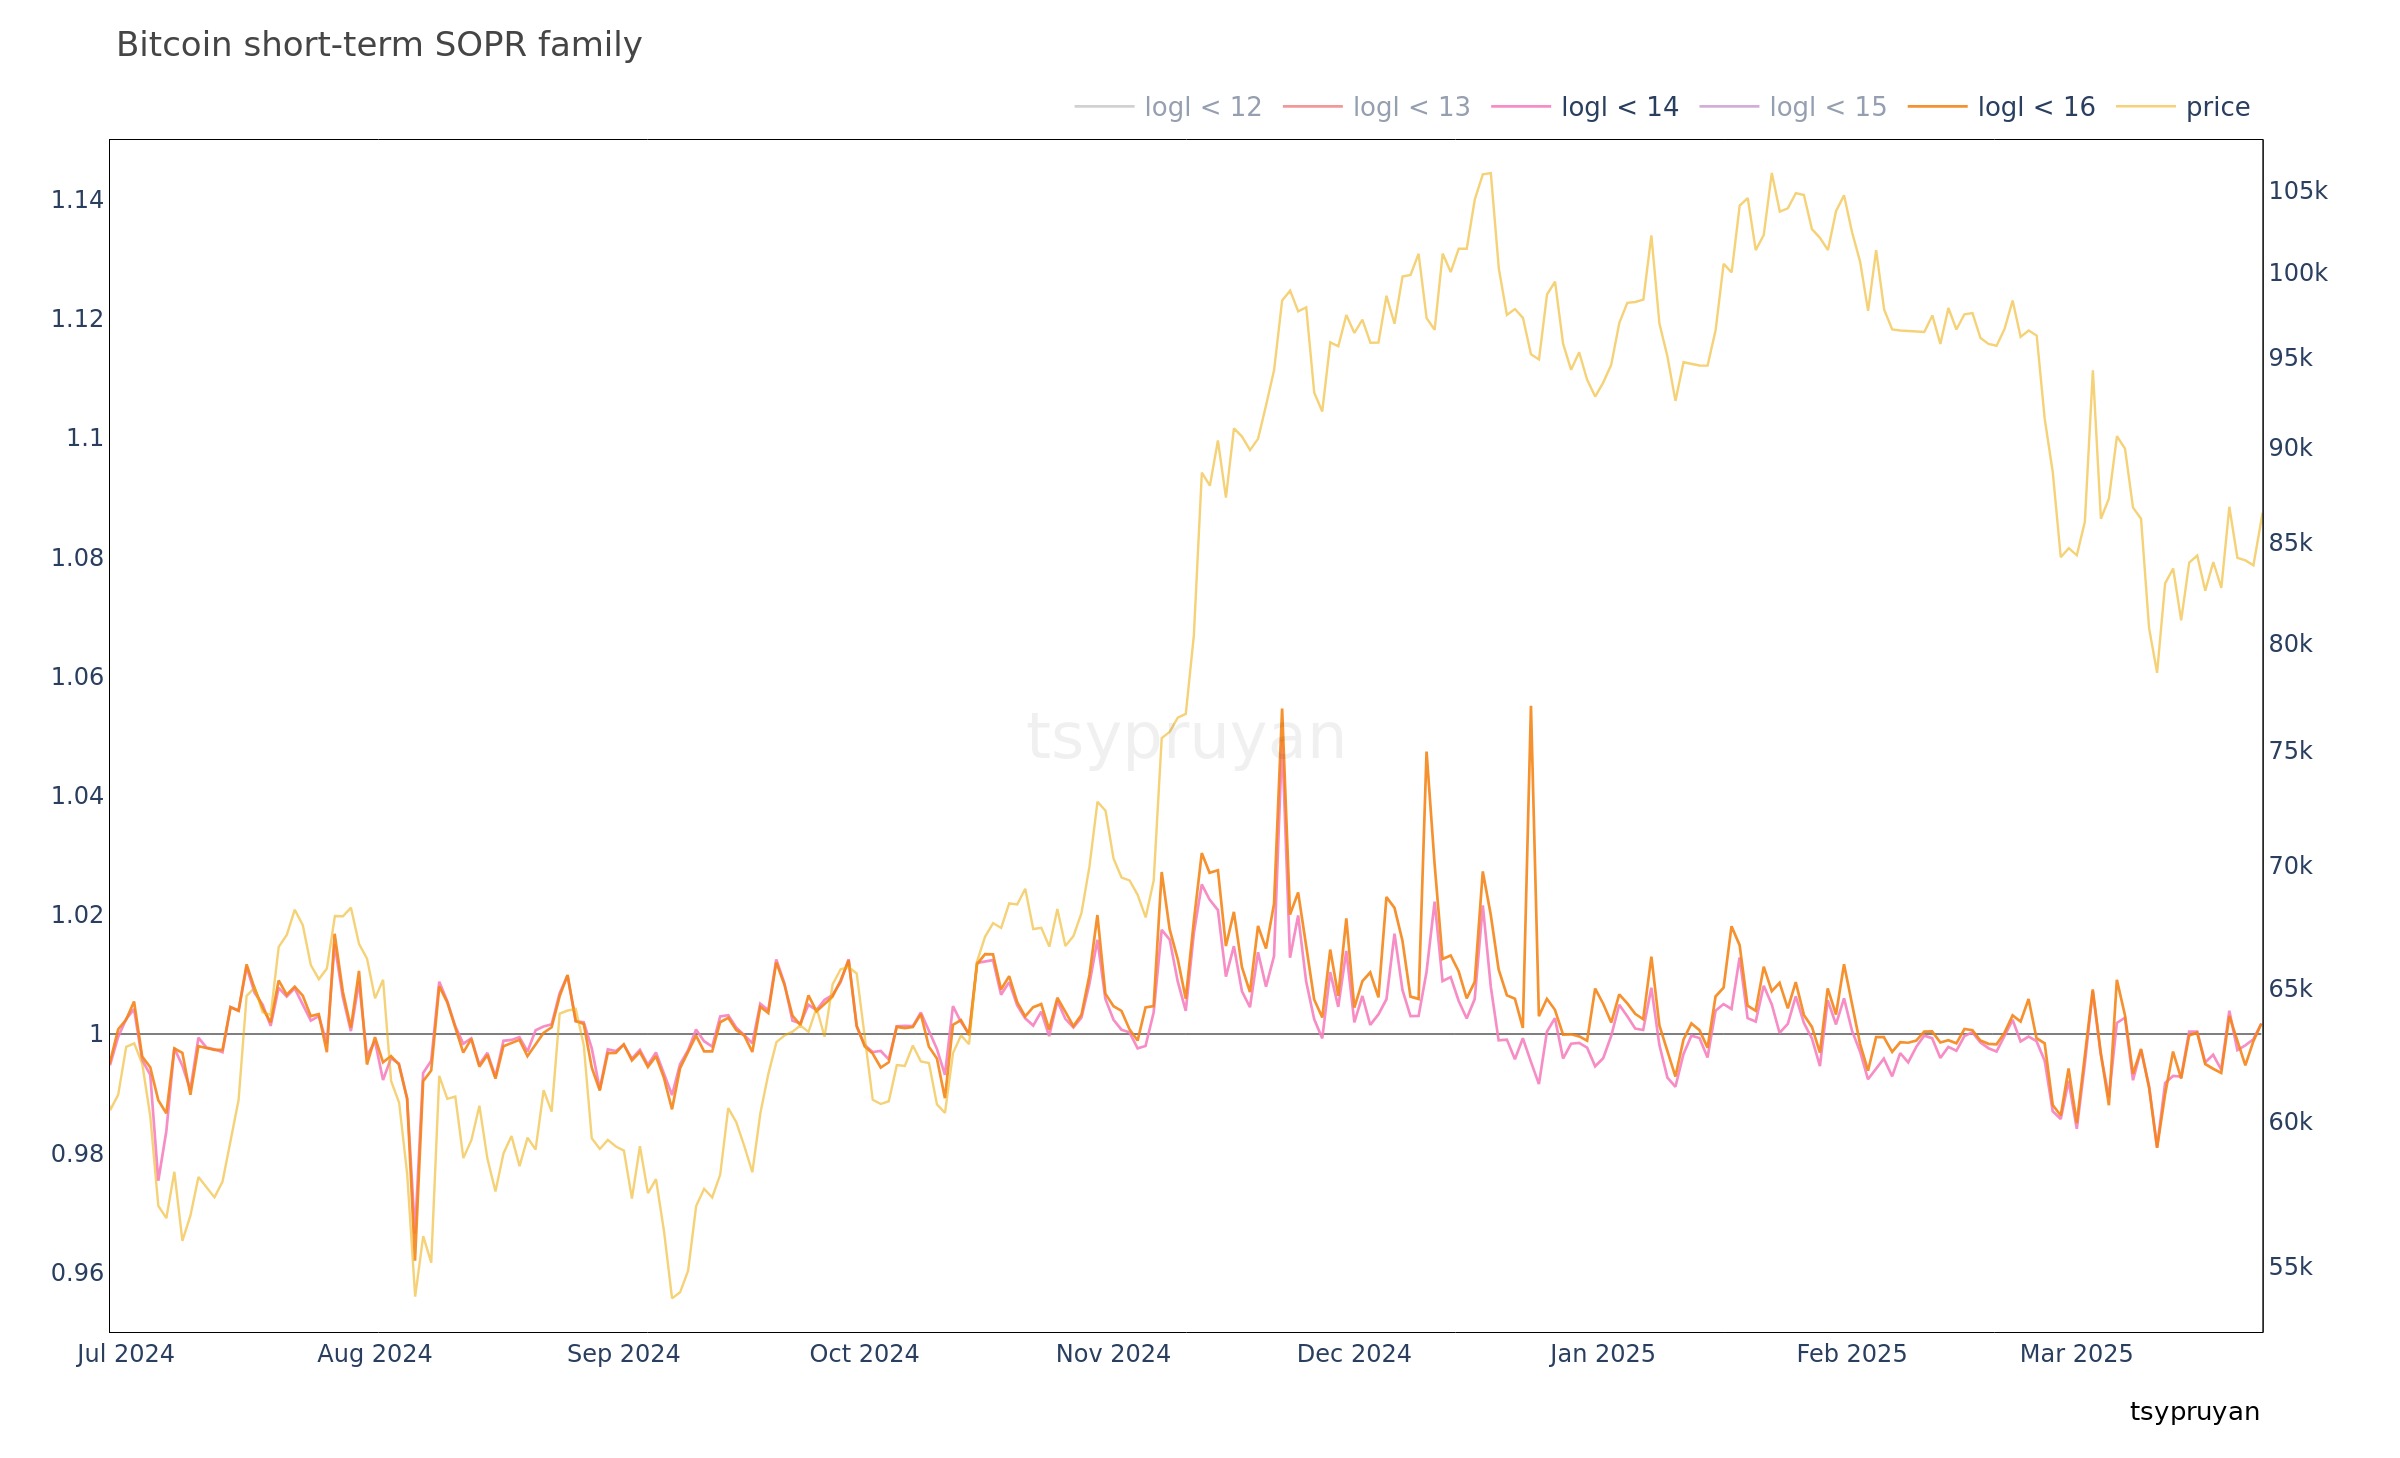 Bitcoin short-term SOPR family
logl < 12 logl < 13 logl < 14 logl < 15 logl < 16 price
1.14 105k
1.12 100k
1.1 95k
1.08 90k
1.06 85k
1.04 80k
1.02 75k
1 70k
0.98 65k
0.96 60k
55k
tsypruyan
Jul 2024 Aug 2024 Sep 2024 Oct 2024 Nov 2024 Dec 2024 Jan 2025 Feb 2025 Mar 2025
tsypruyan